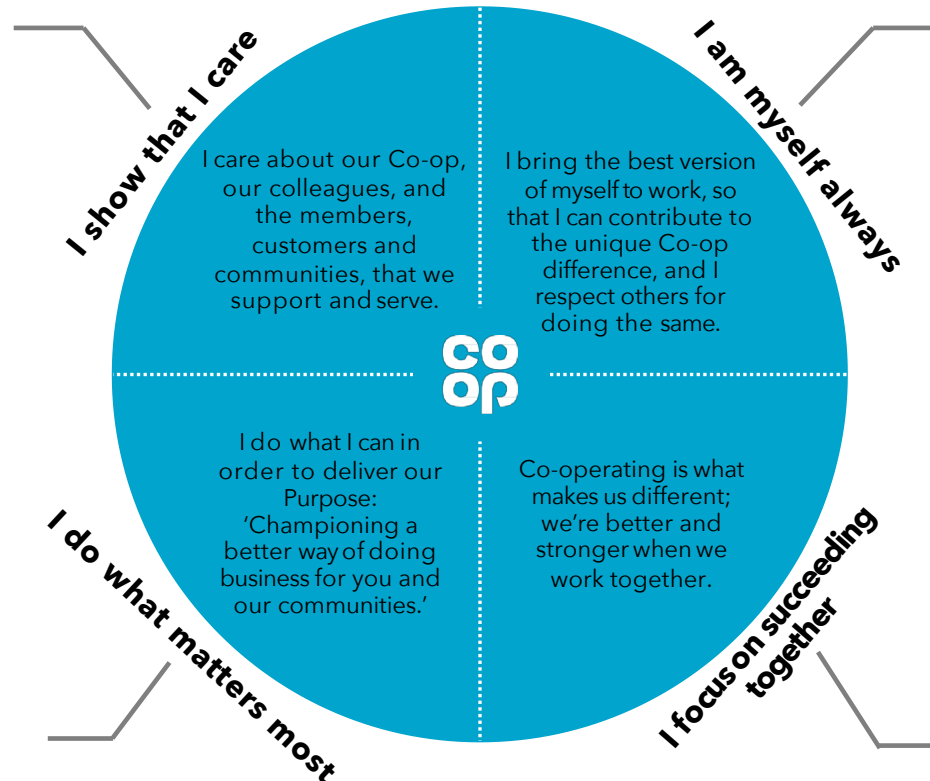 I show that I care
I care about our Co-op,
our colleagues, and
the members,
customers and
communities, that we
support and serve.
I am myself always
I bring the best version
of myself to work, so
that I can contribute to
the unique Co-op
difference, and I
respect others for
doing the same.
co
op
I do what matters most
I do what I can in
order to deliver our
Purpose:
‘Championing a
better way of doing
business for you and
our communities.’
I focus on succeeding
together
Co-operating is what
makes us different;
we’re better and
stronger when we
work together.